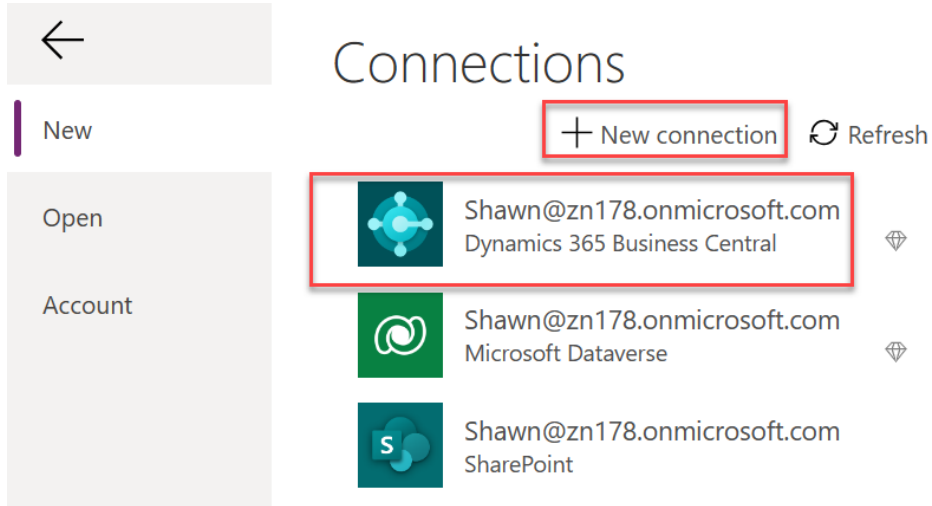 Connections
New
+ New connection
Refresh
Open
Shawn@zn178.onmicrosoft.com
Dynamics 365 Business Central
Account
Shawn@zn178.onmicrosoft.com
Microsoft Dataverse
S
Shawn@zn178.onmicrosoft.com
SharePoint